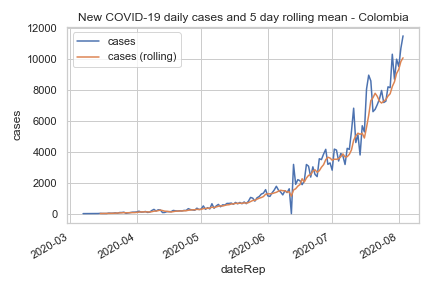 New COVID-19 daily cases and 5 day rolling mean - Colombia
cases
cases (rolling)
12000
10000
8000
6000
4000
2000
0
cases
2020-03
2020-04
2020-05
2020-06
2020-07
2020-08
dateRep